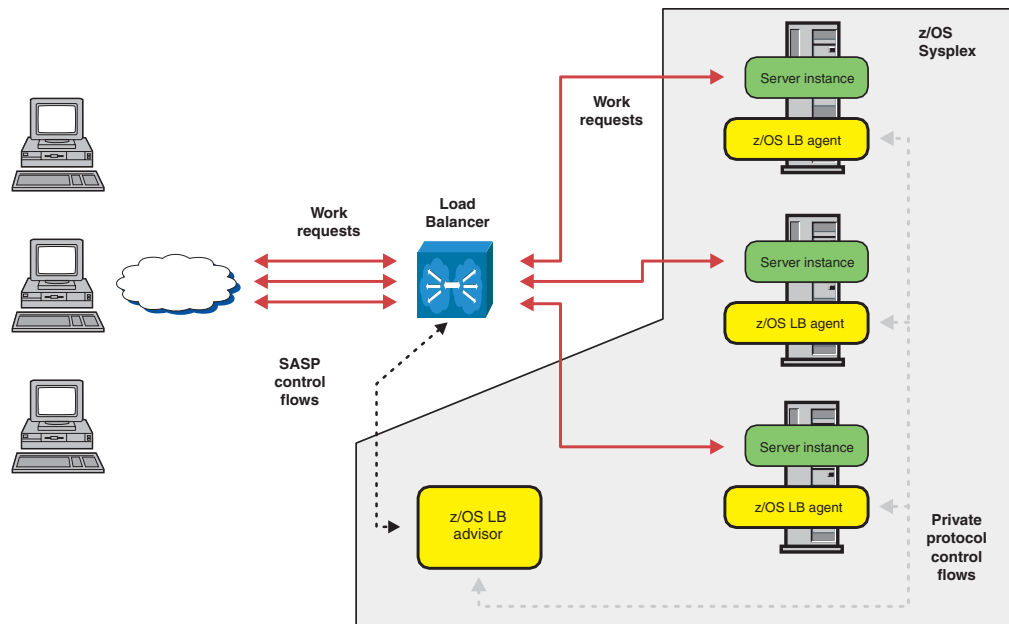 z/OS
Sysplex
Server instance
z/OS LB agent
Work
requests
Load
Balancer
Work
requests
Server instance
z/OS LB agent
SASP
control
flows
Server instance
z/OS LB agent
z/OS LB
advisor
Private
protocol
control
flows